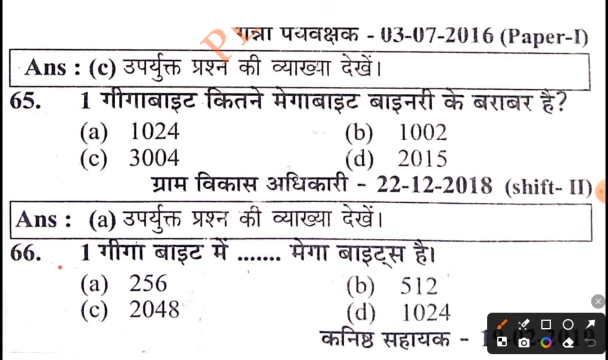 गन्ना पर्यवेक्षक - 03-07-2016 (Paper-I)
Ans : (c) उपर्युक्त प्रश्न की व्याख्या देखें।
65. 1 गीगाबाइट कितने मेगाबाइट बाइनरी के बराबर है?
(a) 1024 (b) 1002
(c) 3004 (d) 2015
ग्राम विकास अधिकारी - 22-12-2018 (shift- II)
Ans : (a) उपर्युक्त प्रश्न की व्याख्या देखें।
66. 1 गीगा बाइट में ....... मेगा बाइट्स है।
(a) 256 (b) 512
(c) 2048 (d) 1024
कनिष्ठ सहायक -